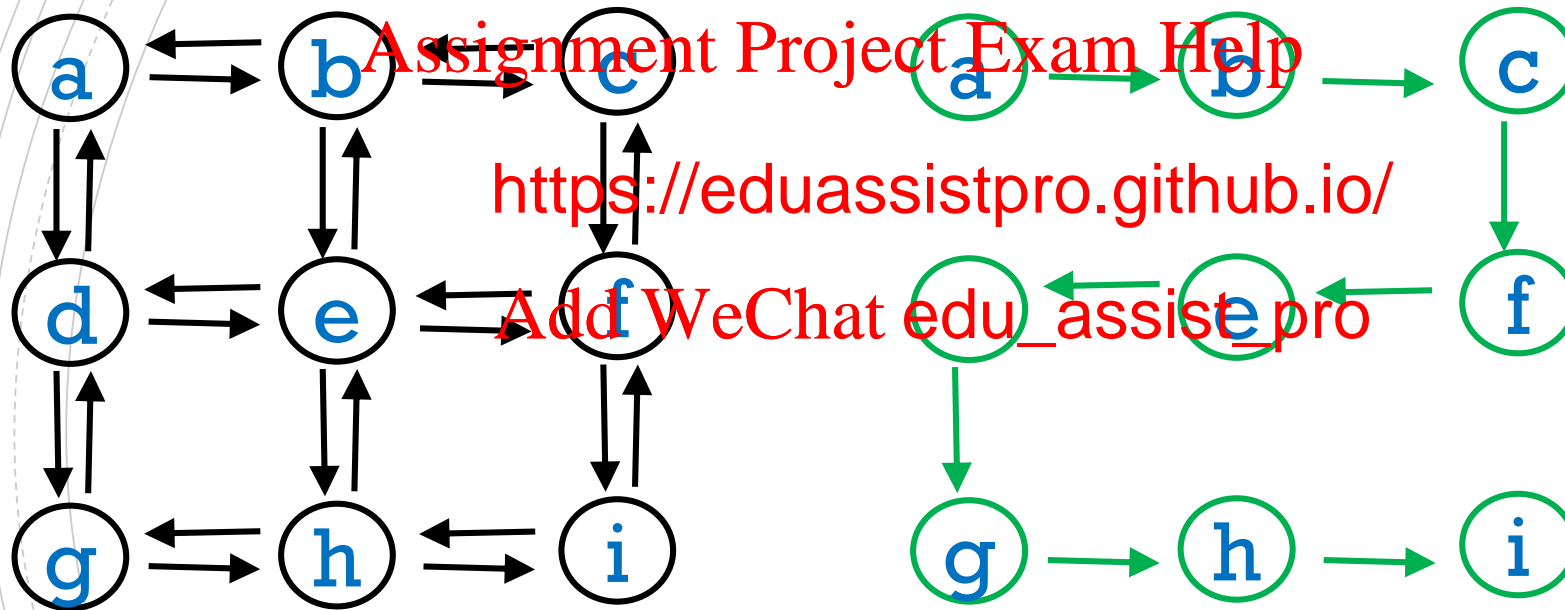 a b c a b c
Assignment Project Exam Help
https://eduassistpro.github.io/
d e f e f
Add WeChat edu_assist_pro
g h i g h i